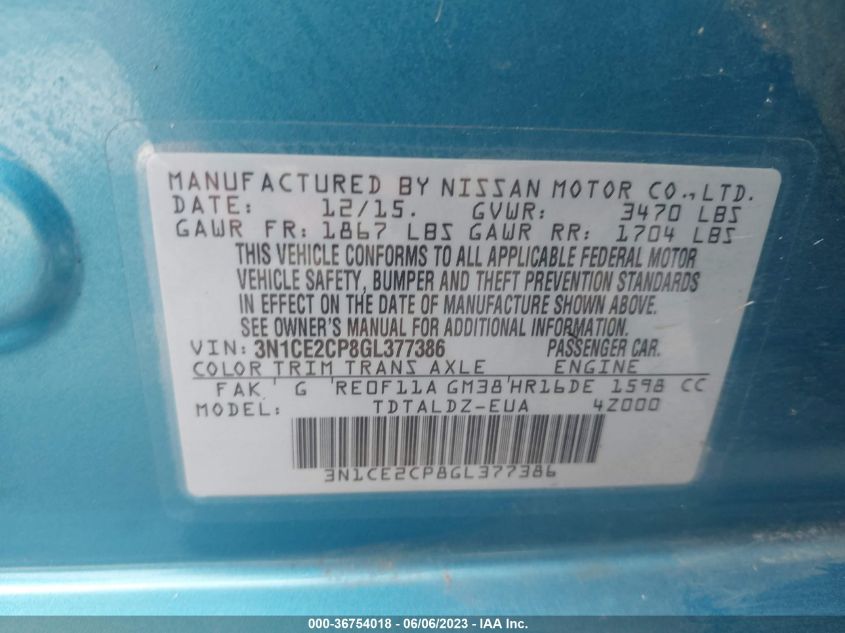 MANUFACTURED BY NISSAN MOTOR CO., LTD.
DATE: 12/15. GVWR: 3470 LBS
GAWR FR: 1867 LBS GAWR RR: 1704 LBS
THIS VEHICLE CONFORMS TO ALL APPLICABLE FEDERAL MOTOR
VEHICLE SAFETY, BUMPER AND THEFT PREVENTION STANDARDS
IN EFFECT ON THE DATE OF MANUFACTURE SHOWN ABOVE.
SEE OWNER'S MANUAL FOR ADDITIONAL INFORMATION.
VIN: 3N1CE2CP8GL377386 PASSENGER CAR.
COLOR TRIM TRANS AXLE ENGINE
FAK G RE0F11A GM38 HR16DE 1598 CC
MODEL: TDTALDZ-EUA 4Z000
3N1CE2CP8GL377386
000-36754018 - 06/06/2023 - IAA Inc.